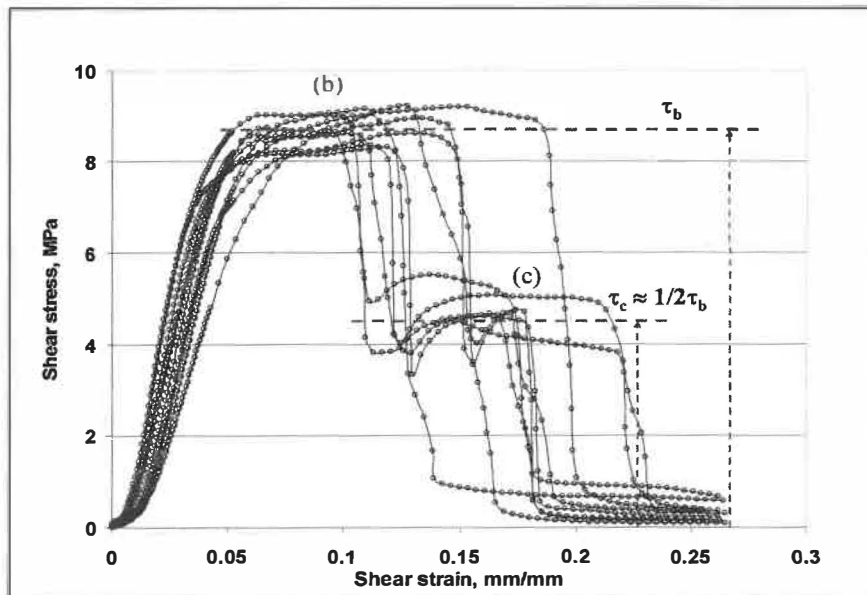 (b)
τb
10
8
6
4
2
0
(c)
τc ≈ 1/2τb
Shear stress, MPa
0 0.05 0.1 0.15 0.2 0.25 0.3
Shear strain, mm/mm